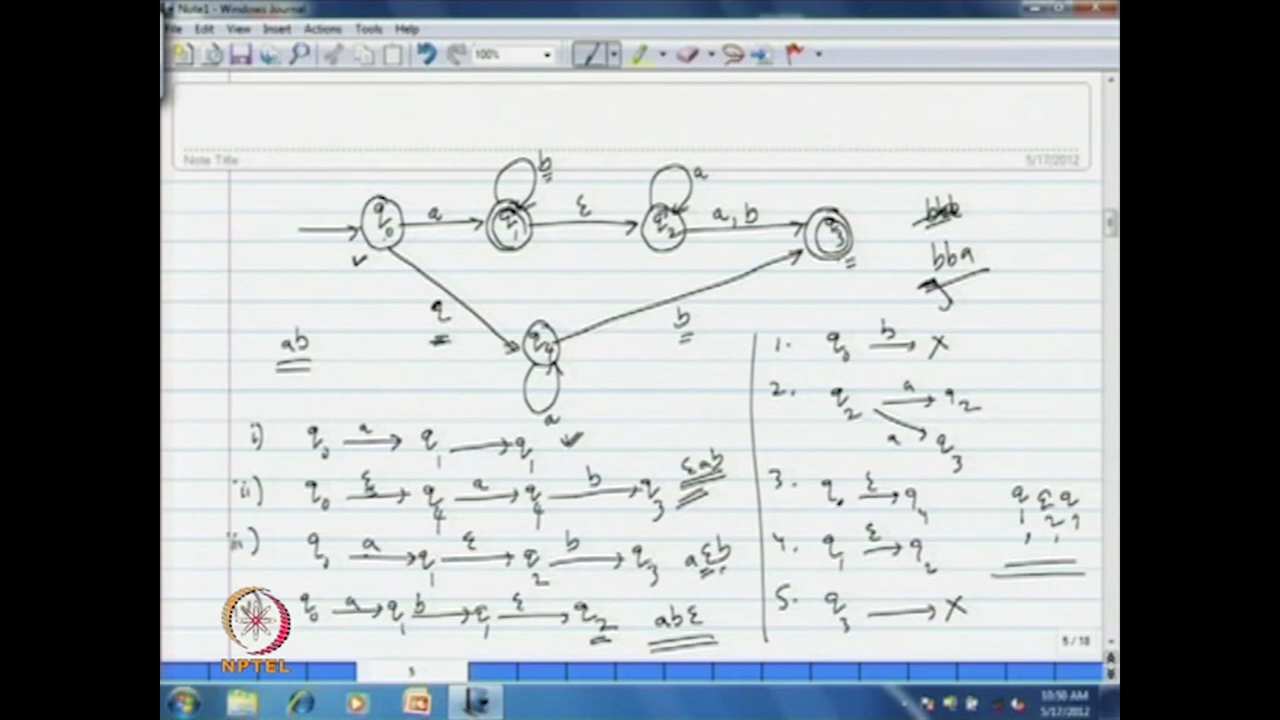 Note1 - Windows Journal
File Edit View Insert Actions Tools Help
100%
Note Title
5/17/2012
b
a
q0 a q1 ε q2 a, b q3
bba
ab
q4
b
a
i) q0 a→ q1 → q1 ✓
ii) q0 ε→ q4 a→ q4 b→ q3 εab
iii) q0 a→ q1 ε→ q2 b→ q3 aεb
q0 a→ q1 b→ q1 ε→ q2 abε
1. q0 b→ X
2. q2 a→ q2
a q3
3. q0 ε→ q4
4. q1 ε→ q2
5. q3 → X
5 / 18
NPTEL
5
10:50 AM
5/17/2012